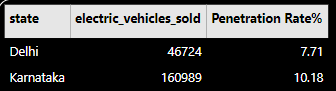 state electric_vehicles_sold Penetration Rate%
Delhi 46724 7.71
Karnataka 160989 10.18